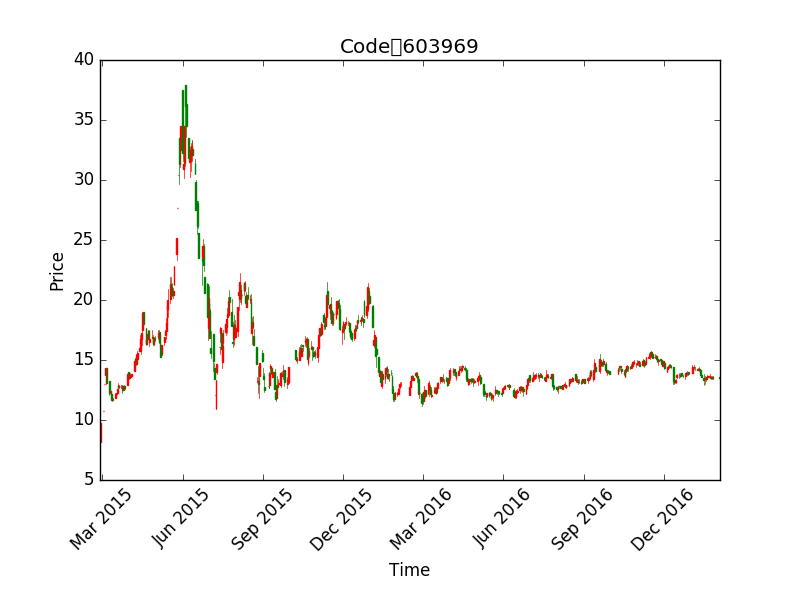 Code▯603969
40
35
30
25
20
15
10
5
Price
Mar 2015
Jun 2015
Sep 2015
Dec 2015
Mar 2016
Jun 2016
Sep 2016
Dec 2016
Time